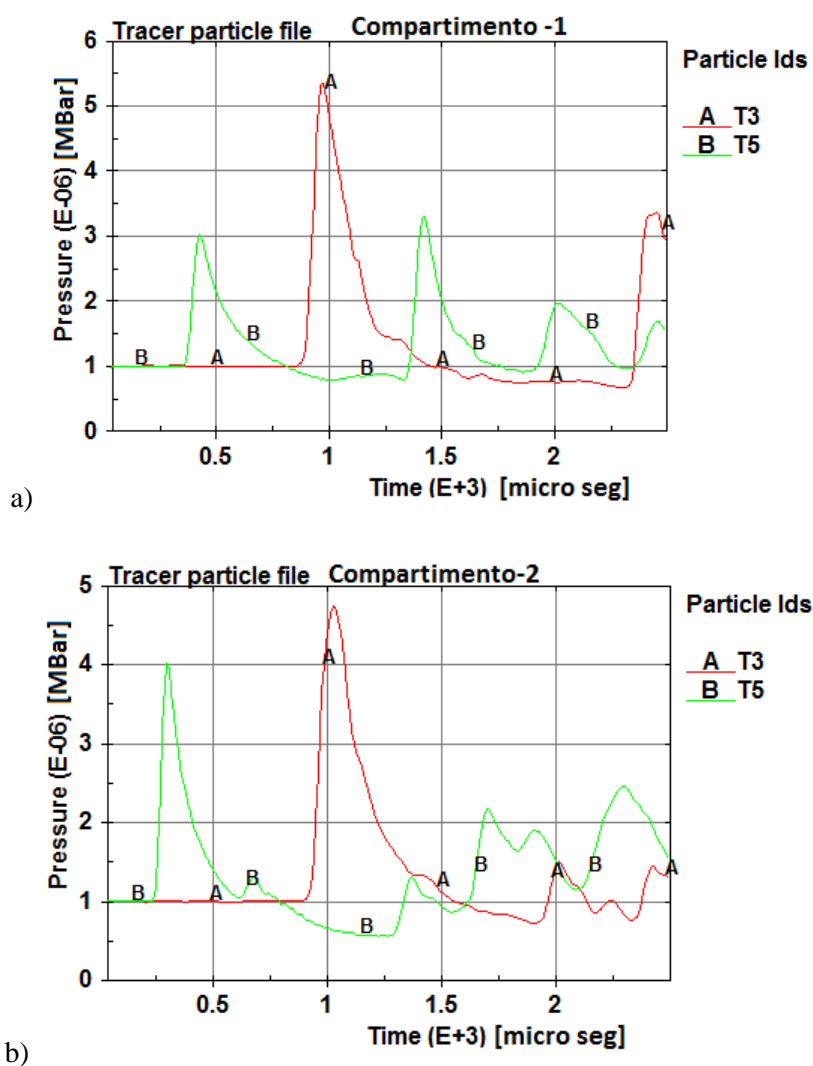 Tracer particle file Compartimento -1
Particle Ids
A T3
B T5
Pressure (E-06) [MBar]
6
5
4
3
2
1
0
A
B
A
B
B
A
B
A
B
A
0.5 1 1.5 2
Time (E+3) [micro seg]
a)
Tracer particle file Compartimento-2
Particle Ids
A T3
B T5
Pressure (E-06) [MBar]
5
4
3
2
1
0
A
B
A
B
B
A
B
A
B
A
0.5 1 1.5 2
Time (E+3) [micro seg]
b)